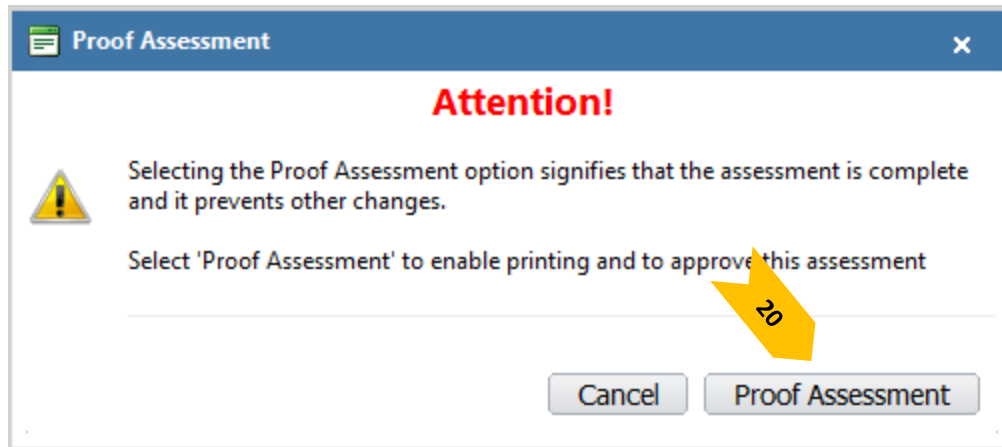 Proof Assessment
Attention!
Selecting the Proof Assessment option signifies that the assessment is complete
and it prevents other changes.
Select 'Proof Assessment' to enable printing and to approve this assessment
20
Cancel
Proof Assessment